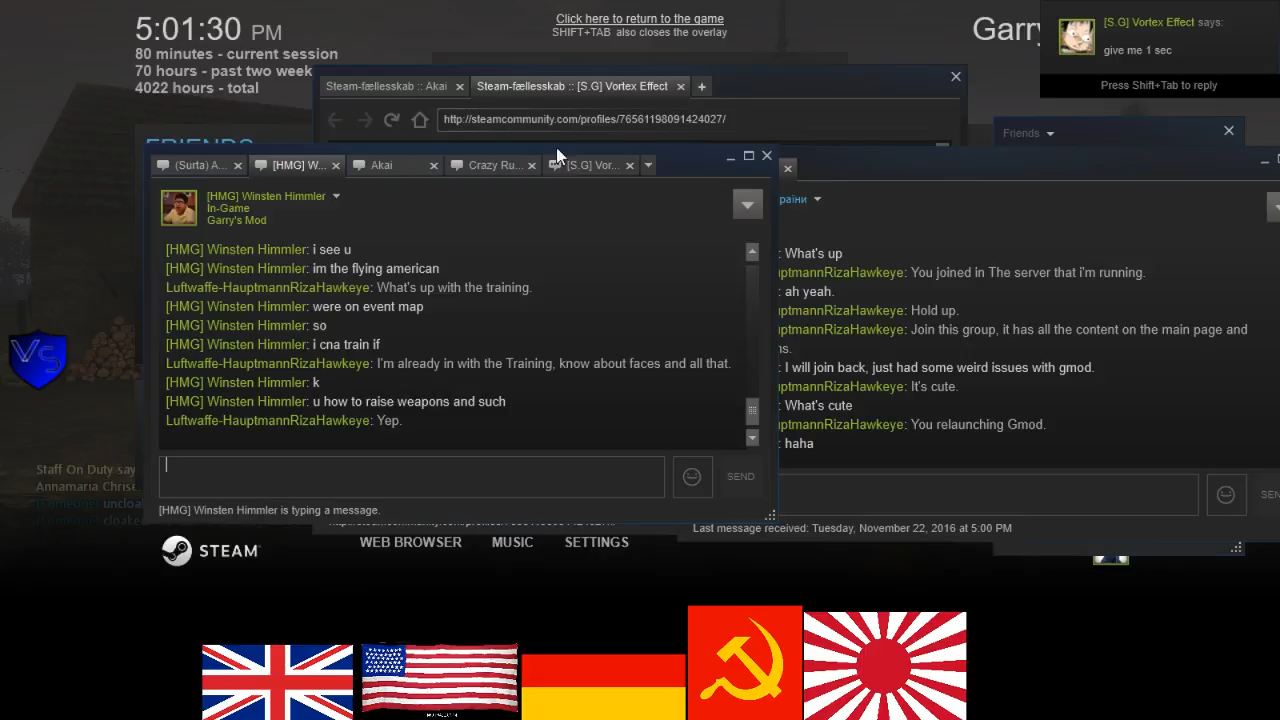 5:01:30 PM
80 minutes - current session
70 hours - past two week
4022 hours - total
Click here to return to the game
SHIFT+TAB also closes the overlay
Garry
[S.G] Vortex Effect says:
give me 1 sec
Press Shift+Tab to reply
Steam-fællesskab :: Akai
Steam-fællesskab :: [S.G] Vortex Effect
http://steamcommunity.com/profiles/76561198091424027/
FRIENDS
Friends
(Surta) A...
[HMG] W...
Akai
Crazy Ru...
[S.G] Vor...
[HMG] Winsten Himmler
In-Game
Garry's Mod
[HMG] Winsten Himmler: i see u
[HMG] Winsten Himmler: im the flying american
Luftwaffe-HauptmannRizaHawkeye: What's up with the training.
[HMG] Winsten Himmler: were on event map
[HMG] Winsten Himmler: so
[HMG] Winsten Himmler: i cna train if
Luftwaffe-HauptmannRizaHawkeye: I'm already in with the Training, know about faces and all that.
[HMG] Winsten Himmler: k
[HMG] Winsten Himmler: u how to raise weapons and such
Luftwaffe-HauptmannRizaHawkeye: Yep.
SEND
[HMG] Winsten Himmler is typing a message.
країни
: What's up
uptmannRizaHawkeye: You joined in The server that i'm running.
: ah yeah.
uptmannRizaHawkeye: Hold up.
uptmannRizaHawkeye: Join this group, it has all the content on the main page and
ns.
: I will join back, just had some weird issues with gmod.
uptmannRizaHawkeye: It's cute.
: What's cute
uptmannRizaHawkeye: You relaunching Gmod.
: haha
SEN
Last message received: Tuesday, November 22, 2016 at 5:00 PM
Staff On Duty say
Annamaria Chrise
uncloa
cloake
STEAM
WEB BROWSER
MUSIC
SETTINGS
VS